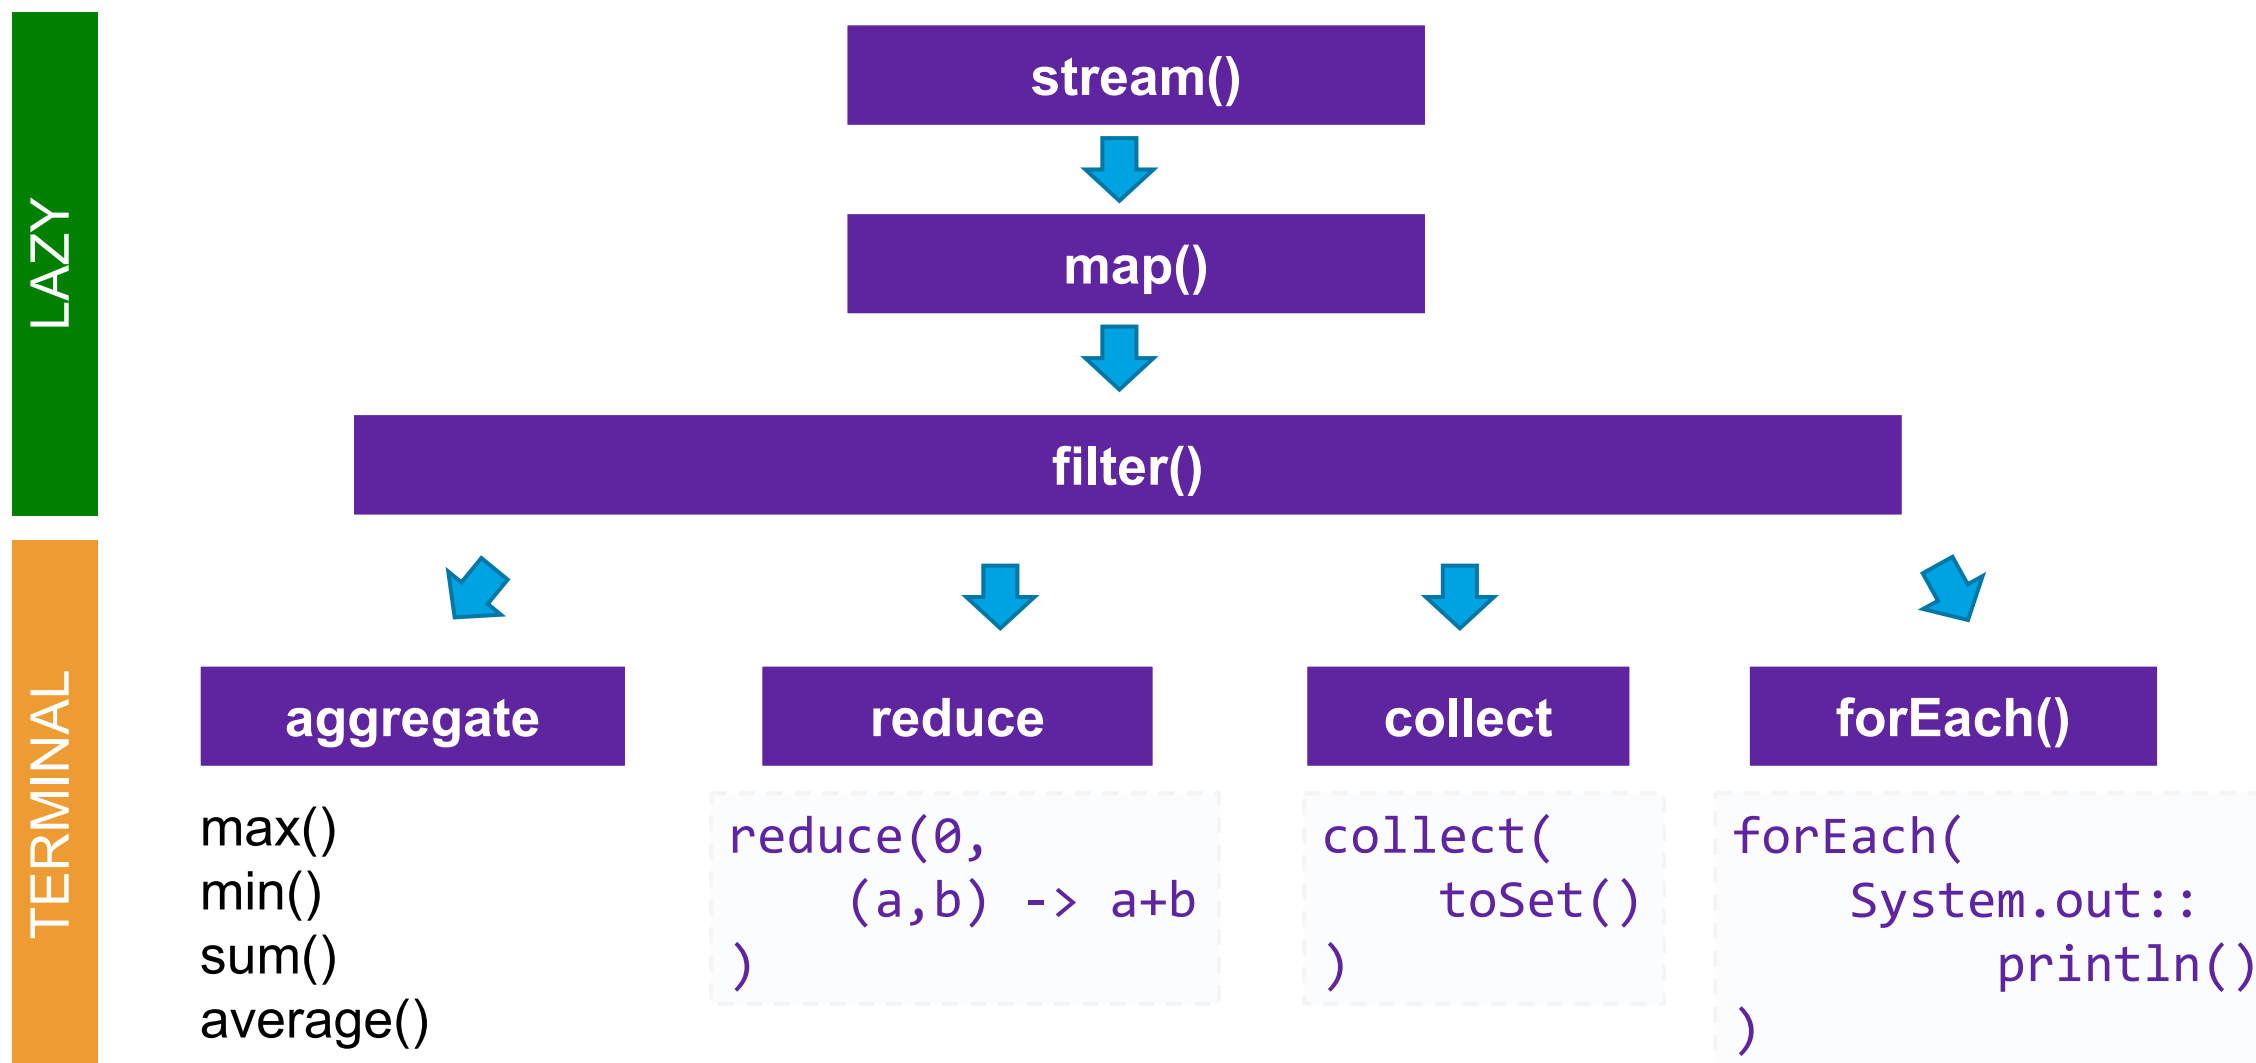 LAZY
stream()
map()
filter()
TERMINAL
aggregate
max()
min()
sum()
average()
reduce
reduce(0,
(a,b) -> a+b
)
collect
collect(
toSet()
)
forEach()
forEach(
System.out::
println()
)